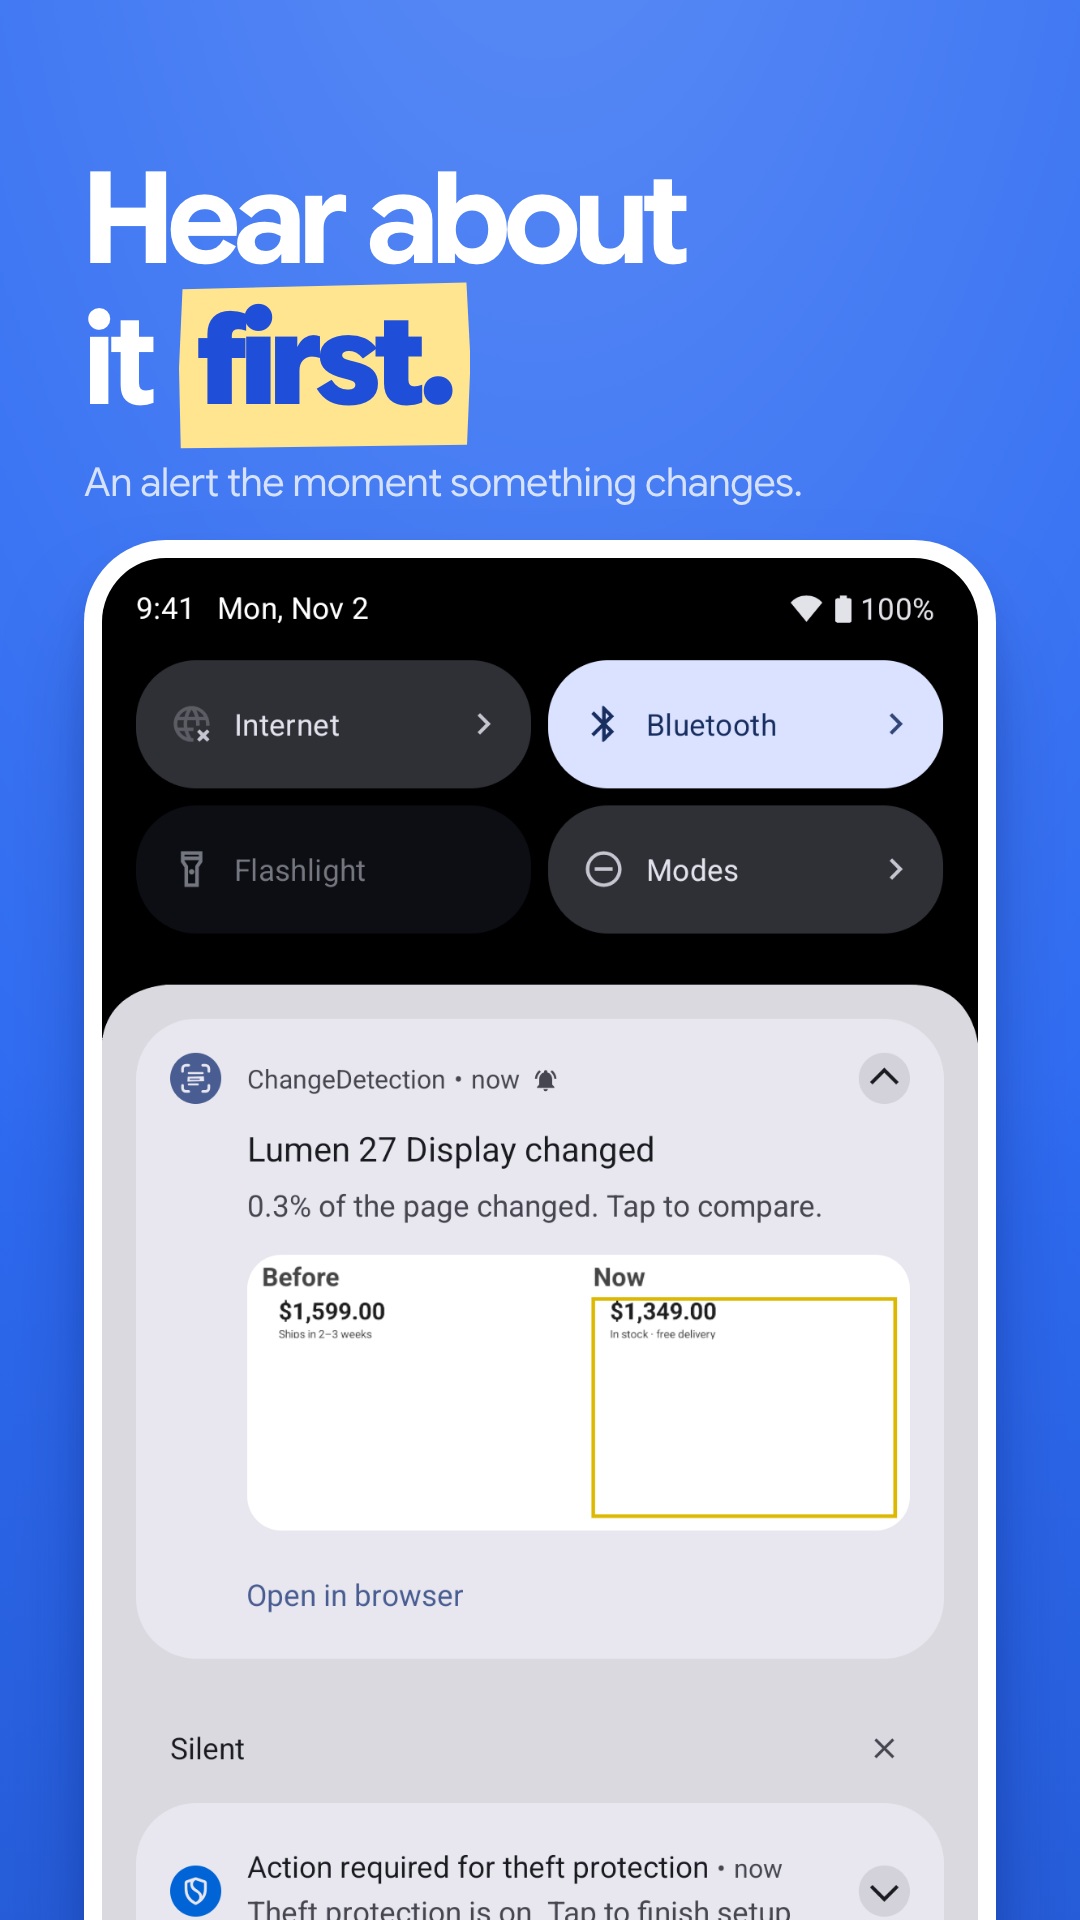 Hear about
it first.
An alert the moment something changes.
9:41 Mon, Nov 2 100%
Internet
Bluetooth
Flashlight
Modes
ChangeDetection • now
Lumen 27 Display changed
0.3% of the page changed. Tap to compare.
Before
$1,599.00
Ships in 2–3 weeks
Now
$1,349.00
In stock · free delivery
Open in browser
Silent
Action required for theft protection • now
Theft protection is on. Tap to finish setup